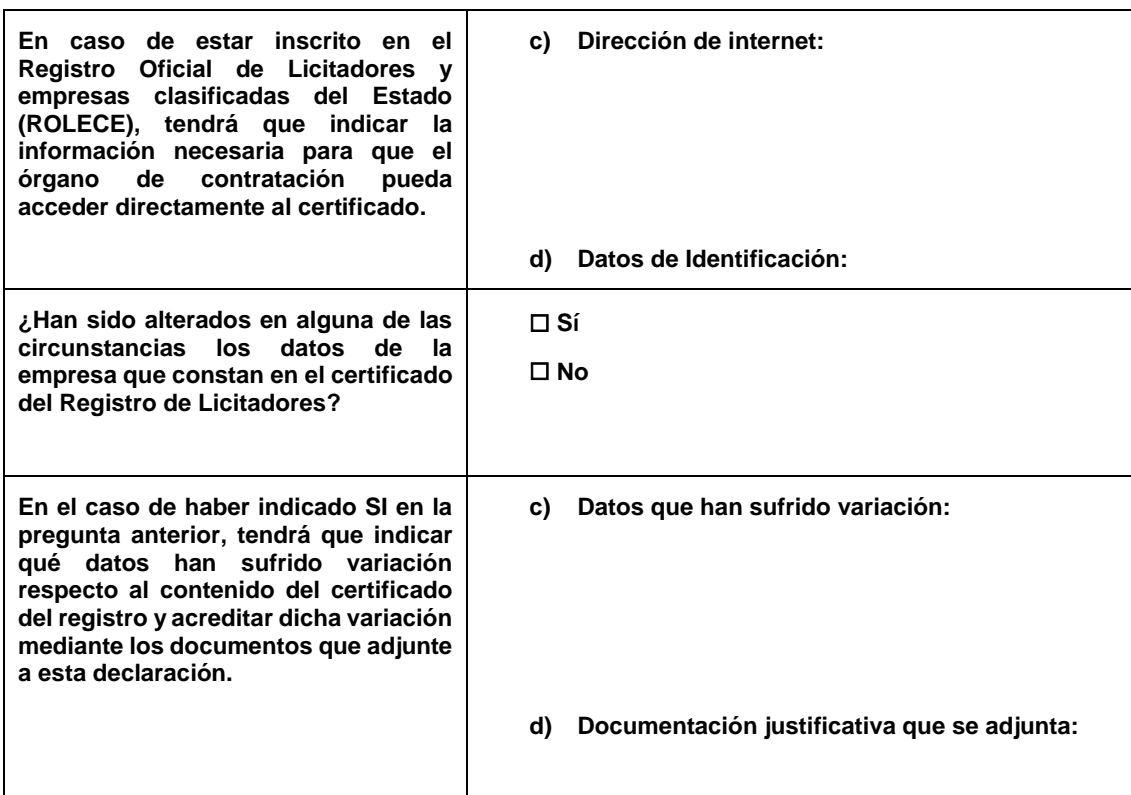 En caso de estar inscrito en el
Registro Oficial de Licitadores y
empresas clasificadas del Estado
(ROLECE), tendrá que indicar la
información necesaria para que el
órgano de contratación pueda
acceder directamente al certificado.
c) Dirección de internet:
d) Datos de Identificación:
¿Han sido alterados en alguna de las
circunstancias los datos de la
empresa que constan en el certificado
del Registro de Licitadores?
☐ Sí
☐ No
En el caso de haber indicado SI en la
pregunta anterior, tendrá que indicar
qué datos han sufrido variación
respecto al contenido del certificado
del registro y acreditar dicha variación
mediante los documentos que adjunte
a esta declaración.
c) Datos que han sufrido variación:
d) Documentación justificativa que se adjunta: